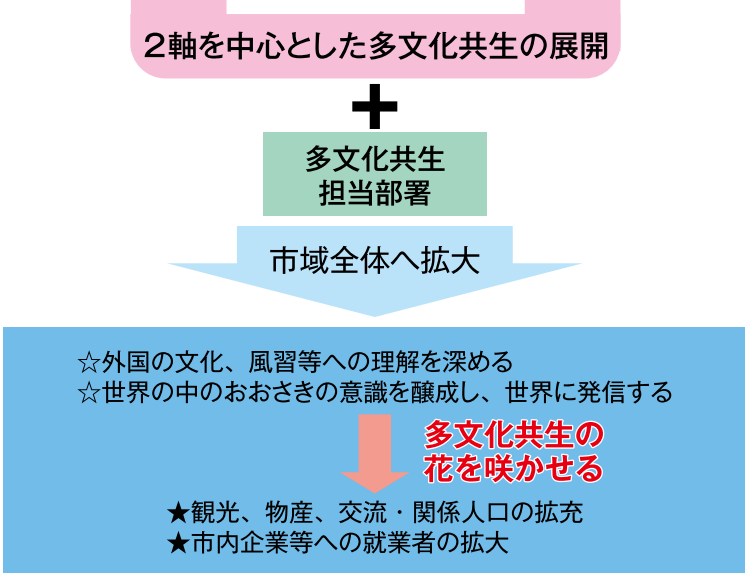 ２軸を中心とした多文化共生の展開
＋
多文化共生
担当部署
市域全体へ拡大
☆外国の文化、風習等への理解を深める
☆世界の中のおおさきの意識を醸成し、世界に発信する
多文化共生の
花を咲かせる
★観光、物産、交流・関係人口の拡充
★市内企業等への就業者の拡大